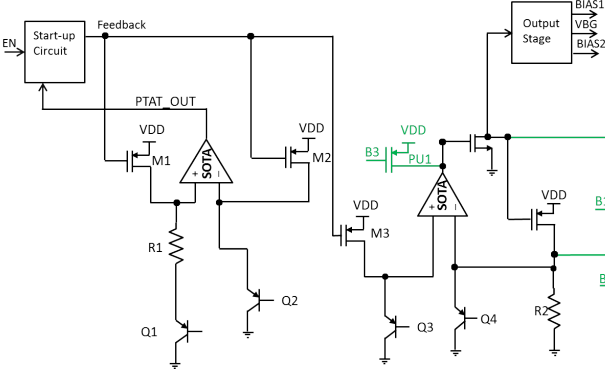 BIAS1
Feedback
Output
Stage
VBG
Start-up
Circuit
EN
BIAS2
PTAT_OUT
VDD
VDD
VDD
M1
SOTA
M2
B3
PU1
+
−
SOTA
VDD
VDD
+
−
R1
M3
Q2
R2
Q1
Q3
Q4